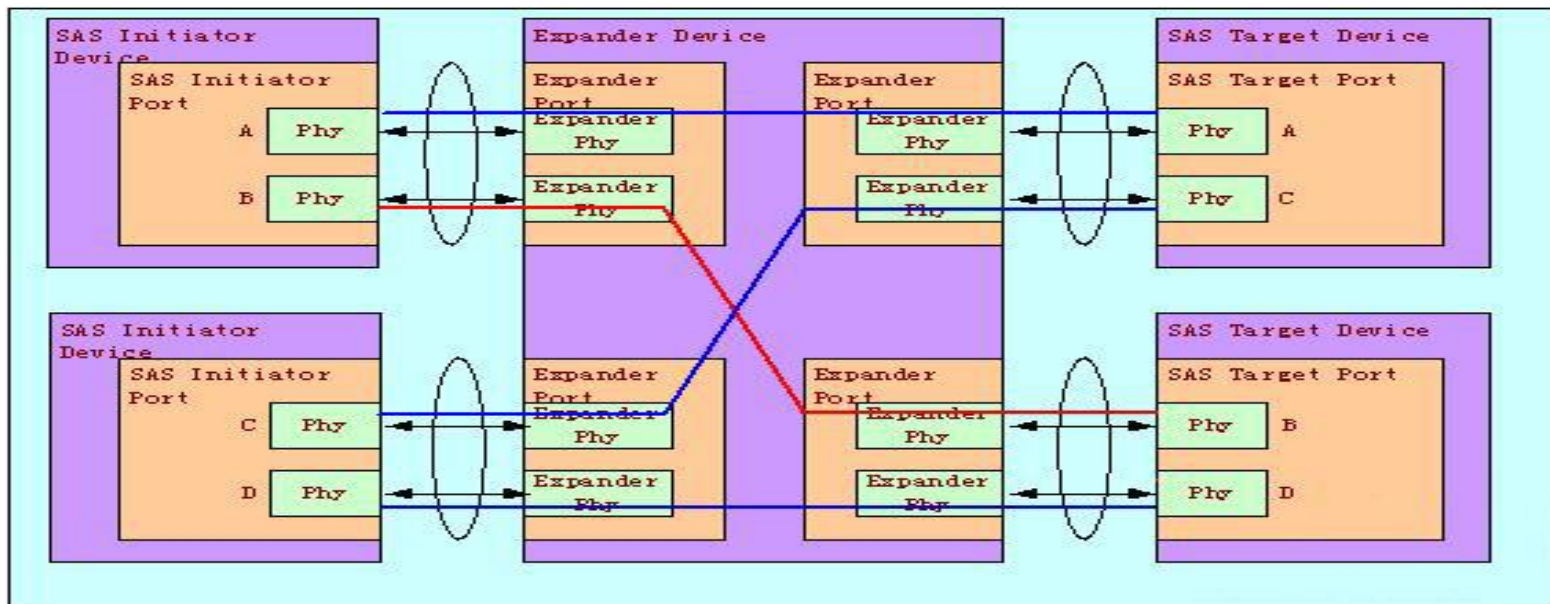 SAS Initiator
Device
SAS Initiator
Port
A
Phy
B
Phy
Expander Device
Expander
Port
Expander
Phy
Expander
Phy
Expander
Port
Expander
Phy
Expander
Phy
SAS Target Device
SAS Target Port
Phy
A
Phy
C
SAS Initiator
Device
SAS Initiator
Port
C
Phy
D
Phy
Expander
Port
Expander
Phy
Expander
Phy
Expander
Port
Expander
Phy
Expander
Phy
SAS Target Device
SAS Target Port
Phy
B
Phy
D